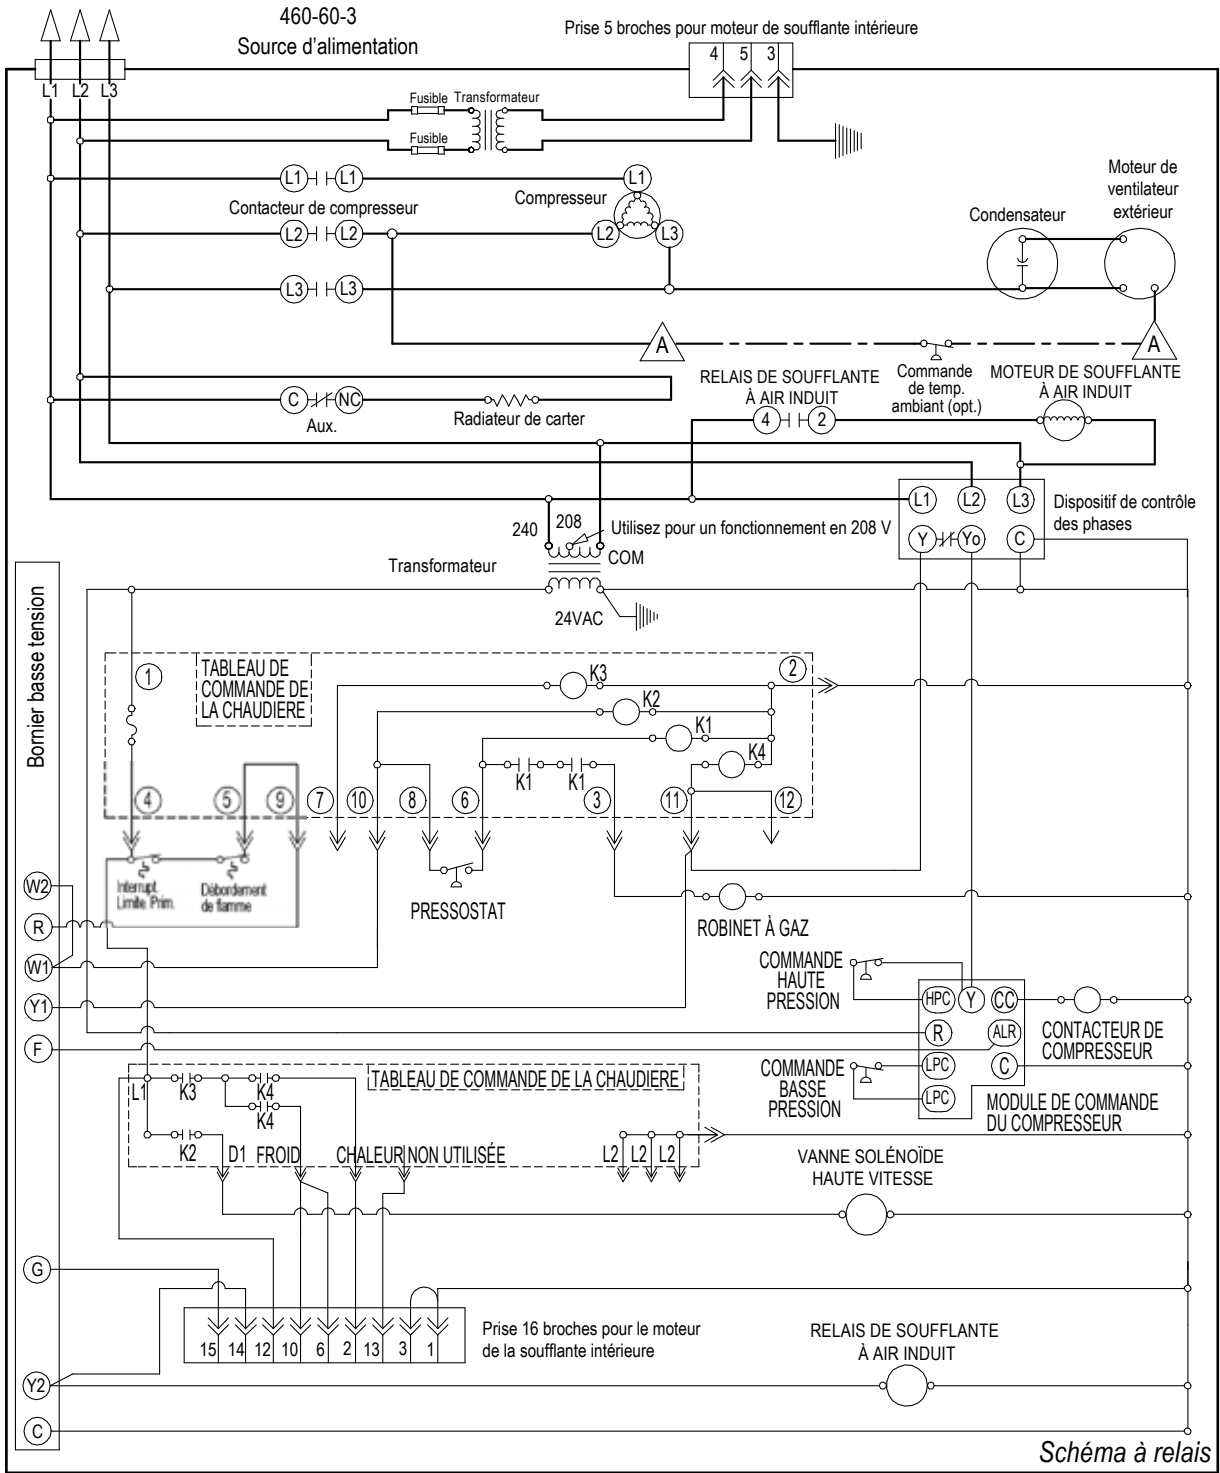 460-60-3
Source d'alimentation
Prise 5 broches pour moteur de soufflante intérieure
4 5 3
L1 L2 L3
Fusible Transformateur
Fusible
L1 L1 L1
Compresseur
Contacteur de compresseur
L2 L2 L2 L3
L3 L3
Condensateur
Moteur de
ventilateur
extérieur
A A
Commande
de temp.
ambiant (opt.)
RELAIS DE SOUFFLANTE
À AIR INDUIT
4 2
MOTEUR DE SOUFFLANTE
À AIR INDUIT
C NC
Aux.
Radiateur de carter
L1 L2 L3
Y Yo C
Dispositif de contrôle
des phases
240 208
Utilisez pour un fonctionnement en 208 V
COM
Transformateur
24VAC
Bornier basse tension
TABLEAU DE
COMMANDE DE
LA CHAUDIERE
1 2
K3
K2
K1
K4
K1 K1
4 5 9 7 10 8 6 3 11 12
Interrupt.
Limite. Prim.
Débordement
de flamme
PRESSOSTAT
ROBINET À GAZ
W2
R
W1
Y1
F
COMMANDE
HAUTE
PRESSION
HPC Y CC
R ALR
LPC C
LPC
CONTACTEUR DE
COMPRESSEUR
COMMANDE
BASSE
PRESSION
MODULE DE COMMANDE
DU COMPRESSEUR
TABLEAU DE COMMANDE DE LA CHAUDIERE
L1 K3 K4
K4
K2 D1 FROID CHALEUR NON UTILISÉE L2 L2 L2
VANNE SOLÉNOÏDE
HAUTE VITESSE
G
15 14 12 10 6 2 13 3 1
Prise 16 broches pour le moteur
de la soufflante intérieure
RELAIS DE SOUFFLANTE
À AIR INDUIT
Y2
C
Schéma à relais